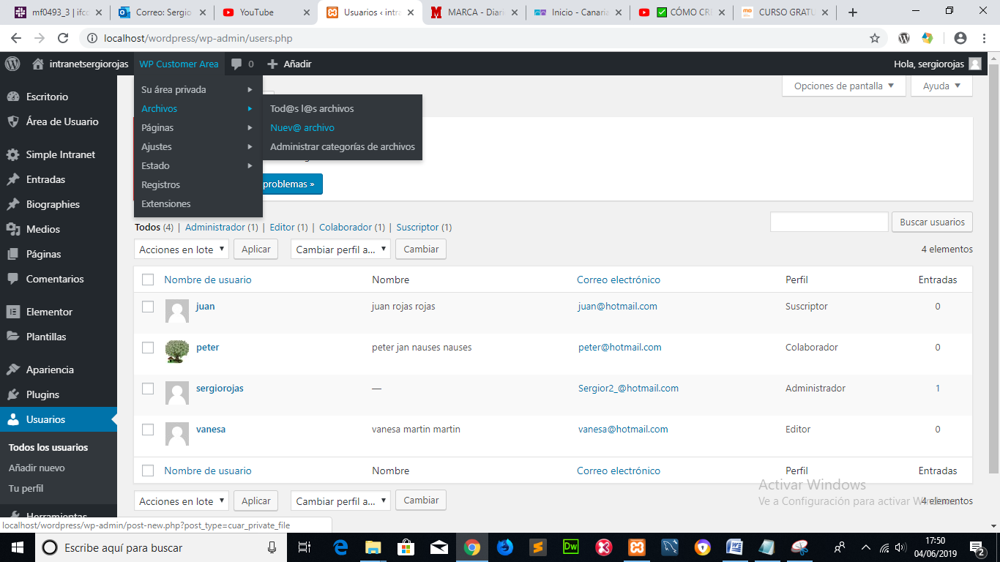 mf0493_3 | ifcc
Correo: Sergio
YouTube
Usuarios ‹ intra
MARCA - Diari
Inicio - Canaria
CÓMO CR
CURSO GRATU
localhost/wordpress/wp-admin/users.php
intranetsergiorojas WP Customer Area 0 Añadir Hola, sergiorojas
Opciones de pantalla Ayuda
Escritorio
Área de Usuario
Simple Intranet
Entradas
Biographies
Medios
Páginas
Comentarios
Elementor
Plantillas
Apariencia
Plugins
Usuarios
Todos los usuarios
Añadir nuevo
Tu perfil
Herramientas
Su área privada
Archivos
Páginas
Ajustes
Estado
Registros
Extensiones
Tod@s l@s archivos
Nuev@ archivo
Administrar categorías de archivos
problemas »
Todos (4) | Administrador (1) | Editor (1) | Colaborador (1) | Suscriptor (1)
Buscar usuarios
Acciones en lote Aplicar Cambiar perfil a... Cambiar 4 elementos
Nombre de usuario Nombre Correo electrónico Perfil Entradas
juan juan rojas rojas juan@hotmail.com Suscriptor 0
peter peter jan nauses nauses peter@hotmail.com Colaborador 0
sergiorojas — Sergior2_@hotmail.com Administrador 1
vanesa vanesa martin martin vanesa@hotmail.com Editor 0
Nombre de usuario Nombre Correo electrónico Perfil Entradas
Acciones en lote Aplicar Cambiar perfil a... Cambiar 4 elementos
Activar Windows
Ve a Configuración para activar Windows.
localhost/wordpress/wp-admin/post-new.php?post_type=cuar_private_file
Escribe aquí para buscar
Dw
17:50
04/06/2019
2